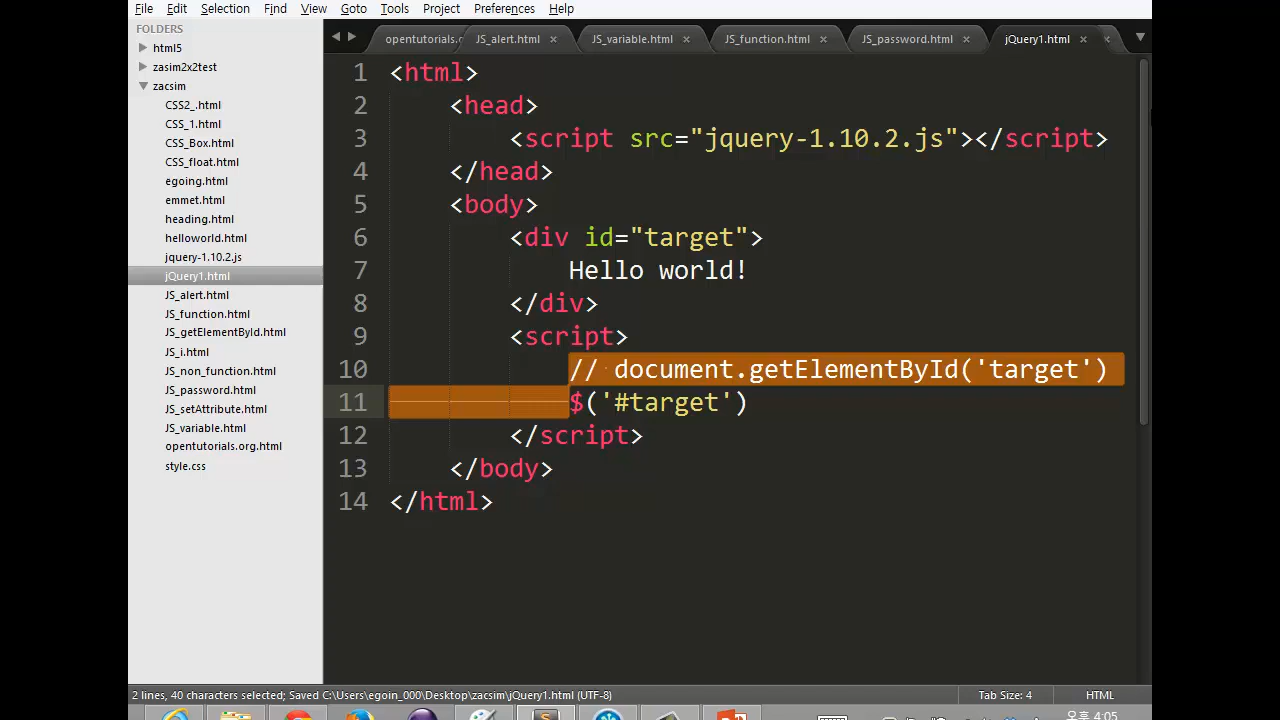 File Edit Selection Find View Goto Tools Project Preferences Help
FOLDERS
html5
zasim2x2test
zacsim
CSS2_.html
CSS_1.html
CSS_Box.html
CSS_float.html
egoing.html
emmet.html
heading.html
helloworld.html
jquery-1.10.2.js
jQuery1.html
JS_alert.html
JS_function.html
JS_getElementById.html
JS_i.html
JS_non_function.html
JS_password.html
JS_setAttribute.html
JS_variable.html
opentutorials.org.html
style.css
opentutorials.o JS_alert.html × JS_variable.html × JS_function.html × JS_password.html × jQuery1.html × ×
1 <html>
2 <head>
3 <script src="jquery-1.10.2.js"></script>
4 </head>
5 <body>
6 <div id="target">
7 Hello world!
8 </div>
9 <script>
10 // document.getElementById('target')
11 $('#target')
12 </script>
13 </body>
14 </html>
2 lines, 40 characters selected; Saved C:\Users\egoin_000\Desktop\zacsim\jQuery1.html (UTF-8) Tab Size: 4 HTML
오후 4:05